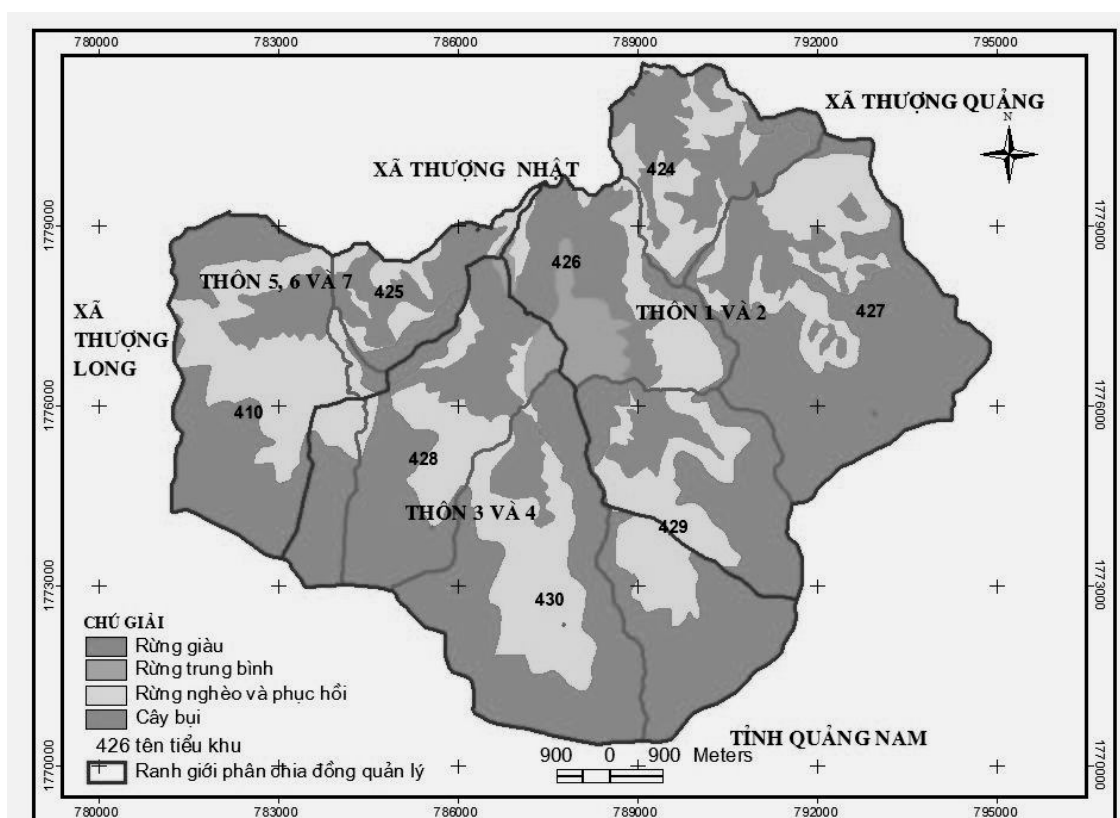 780000 783000 786000 789000 792000 795000
XÃ THƯỢNG QUẢNG
N
XÃ THƯỢNG NHẬT
424
1779000 1779000
426
THÔN 5, 6 VÀ 7
425
THÔN 1 VÀ 2
427
XÃ
THƯỢNG
LONG
1776000 1776000
410
428
THÔN 3 VÀ 4
429
1773000 1773000
430
CHÚ GIẢI
Rừng giàu
Rừng trung bình
Rừng nghèo và phục hồi
Cây bụi
426 tên tiểu khu
Ranh giới phân chia đồng quản lý
TỈNH QUẢNG NAM
900 0 900 Meters
1770000 1770000
780000 783000 786000 789000 792000 795000